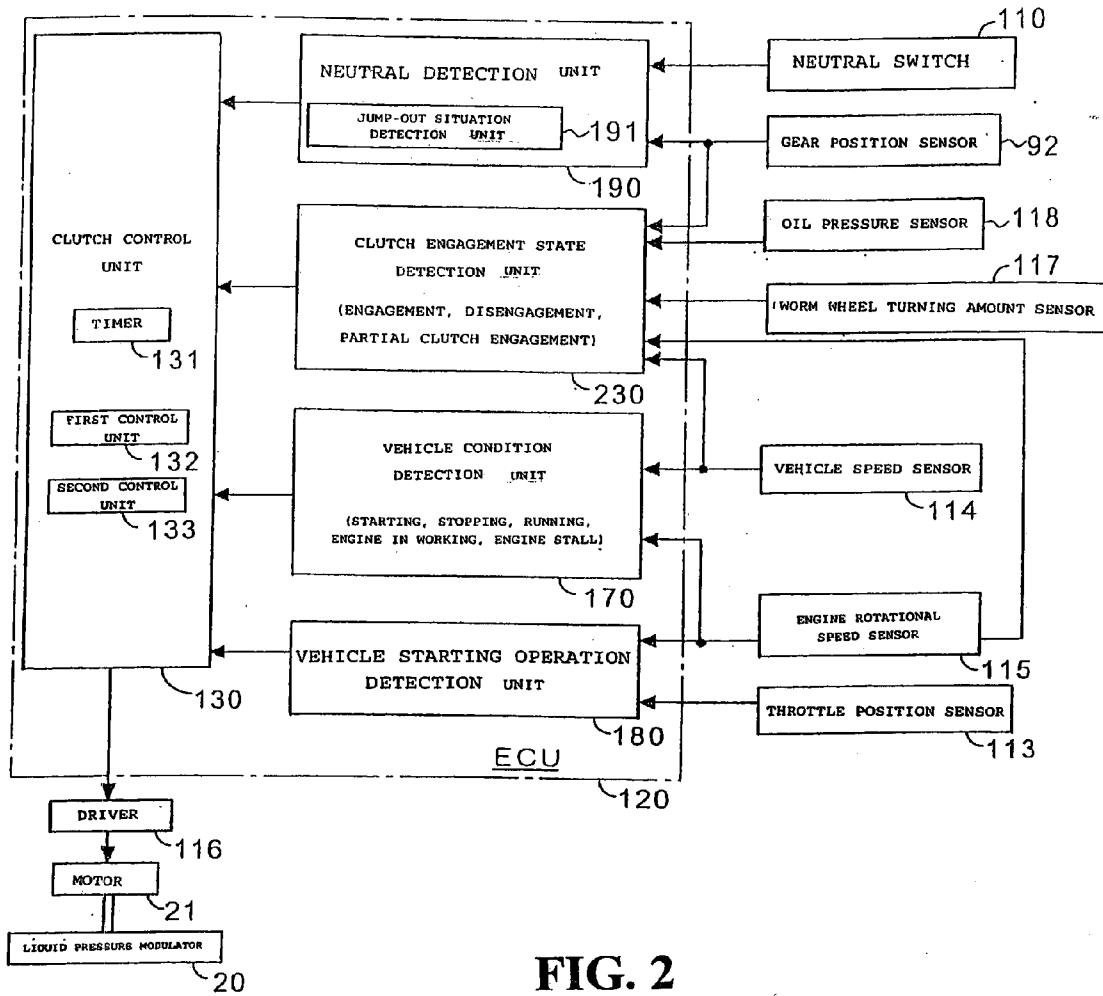 110
NEUTRAL DETECTION UNIT
NEUTRAL SWITCH
JUMP-OUT SITUATION
DETECTION UNIT
191
GEAR POSITION SENSOR
92
190
OIL PRESSURE SENSOR
118
CLUTCH CONTROL
UNIT
CLUTCH ENGAGEMENT STATE
DETECTION UNIT
(ENGAGEMENT, DISENGAGEMENT,
PARTIAL CLUTCH ENGAGEMENT)
117
WORM WHEEL TURNING AMOUNT SENSOR
TIMER
131
230
FIRST CONTROL
UNIT
132
SECOND CONTROL
UNIT
133
VEHICLE CONDITION
DETECTION UNIT
(STARTING, STOPPING, RUNNING,
ENGINE IN WORKING, ENGINE STALL)
VEHICLE SPEED SENSOR
114
170
ENGINE ROTATIONAL
SPEED SENSOR
115
VEHICLE STARTING OPERATION
DETECTION UNIT
130
180
THROTTLE POSITION SENSOR
113
ECU
120
DRIVER
116
MOTOR
21
LIQUID PRESSURE MODULATOR
20
FIG. 2